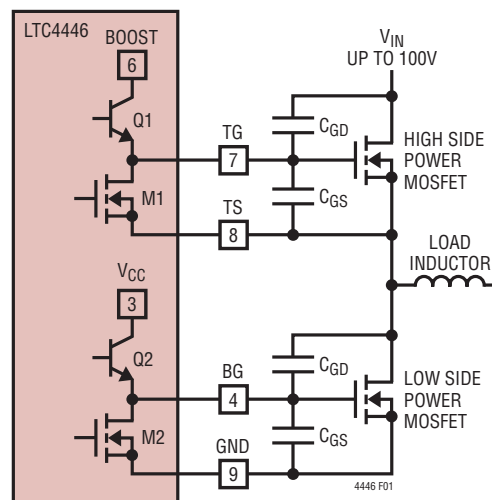 LTC4446
BOOST
6
Q1
M1
TG
7
TS
8
V_IN
UP TO 100V
C_GD
C_GS
HIGH SIDE
POWER
MOSFET
LOAD
INDUCTOR
V_CC
3
Q2
M2
BG
4
GND
9
C_GD
C_GS
LOW SIDE
POWER
MOSFET
4446 F01